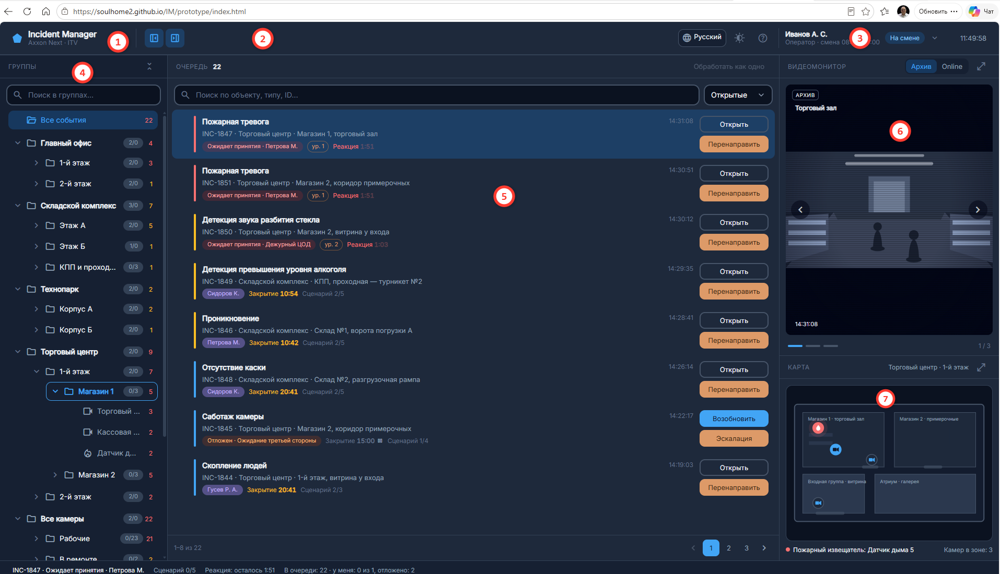 https://soulhome2.github.io/IM/prototype/index.html
Обновить
Чат
Incident Manager
Axxon Next · ITV
1
2
Русский
?
Иванов А. С.
Оператор · смена 08
00
3
На смене
11:49:58
ГРУППЫ
4
ОЧЕРЕДЬ 22
Обработать как одно
ВИДЕОМОНИТОР
Архив
Online
Поиск в группах...
Поиск по объекту, типу, ID...
Открытые
Все события 22
Главный офис 2/0 4
1-й этаж 2/0 3
2-й этаж 2/0 1
Складской комплекс 3/0 7
Этаж А 2/0 5
Этаж Б 1/0 1
КПП и проход... 0/3 1
Технопарк 2/0 2
Корпус А 2/0 2
Корпус Б 2/0 1
Торговый центр 2/0 9
1-й этаж 2/0 7
Магазин 1 0/3 5
Торговый ... 3
Кассовая ... 2
Датчик д... 2
Магазин 2 0/3 5
2-й этаж 2/0 2
Все камеры 2/0 22
Рабочие 0/23 21
В ремонте 0/2 2
Пожарная тревога 14:31:08 Открыть
INC-1847 · Торговый центр · Магазин 1, торговый зал
Ожидает принятия · Петрова М. ур. 1 Реакция 1:51 Перенаправить
Пожарная тревога 14:30:51 Открыть
INC-1851 · Торговый центр · Магазин 2, коридор примерочных
Ожидает принятия · Петрова М. ур. 1 Реакция 1:51 Перенаправить
5
Детекция звука разбития стекла 14:30:12 Открыть
INC-1850 · Торговый центр · Магазин 2, витрина у входа
Ожидает принятия · Дежурный ЦОД ур. 2 Реакция 1:03 Перенаправить
Детекция превышения уровня алкоголя 14:29:35 Открыть
INC-1849 · Складской комплекс · КПП, проходная — турникет №2
Сидоров К. Закрытие 10:54 Сценарий 2/5 Перенаправить
Проникновение 14:28:41 Открыть
INC-1846 · Складской комплекс · Склад №1, ворота погрузки А
Петрова М. Закрытие 10:42 Сценарий 2/5 Перенаправить
Отсутствие каски 14:26:14 Открыть
INC-1848 · Складской комплекс · Склад №2, разгрузочная рампа
Сидоров К. Закрытие 20:41 Сценарий 2/5 Перенаправить
Саботаж камеры 14:22:17 Возобновить
INC-1845 · Торговый центр · Магазин 2, коридор примерочных
Отложен · Ожидание третьей стороны Закрытие 15:00 Сценарий 1/4 Эскалация
Скопление людей 14:19:03 Открыть
INC-1844 · Торговый центр · 1-й этаж, витрина у входа
Гусев Р. А. Закрытие 20:41 Сценарий 2/3 Перенаправить
1–8 из 22
1 2 3
АРХИВ
Торговый зал
6
14:31:08
1 / 3
КАРТА
Торговый центр · 1-й этаж
7
Магазин 1 · торговый зал
Магазин 2 · примерочные
Входная группа · витрина
Атриум · галерея
Пожарный извещатель: Датчик дыма 5
Камер в зоне: 3
INC-1847 · Ожидает принятия · Петрова М. Сценарий 0/5 Реакция: осталось 1:51 В очереди: 22 · у меня: 0 из 1, отложено: 2